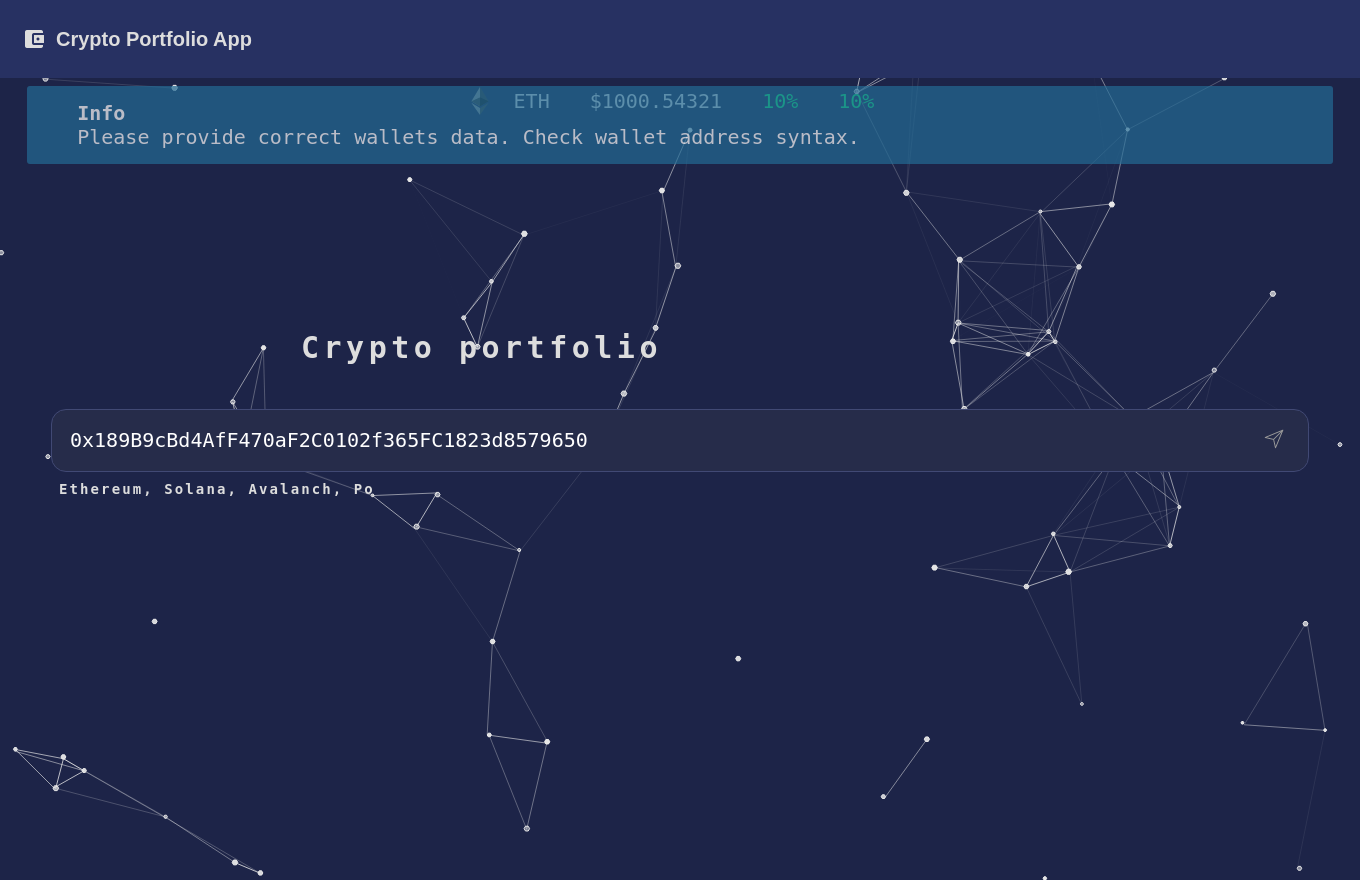 Crypto Portfolio App
ETH $1000.54321 10% 10%
Info
Please provide correct wallets data. Check wallet address syntax.
Crypto portfolio
0x189B9cBd4AfF470aF2C0102f365FC1823d8579650
Ethereum, Solana, Avalanch, Po